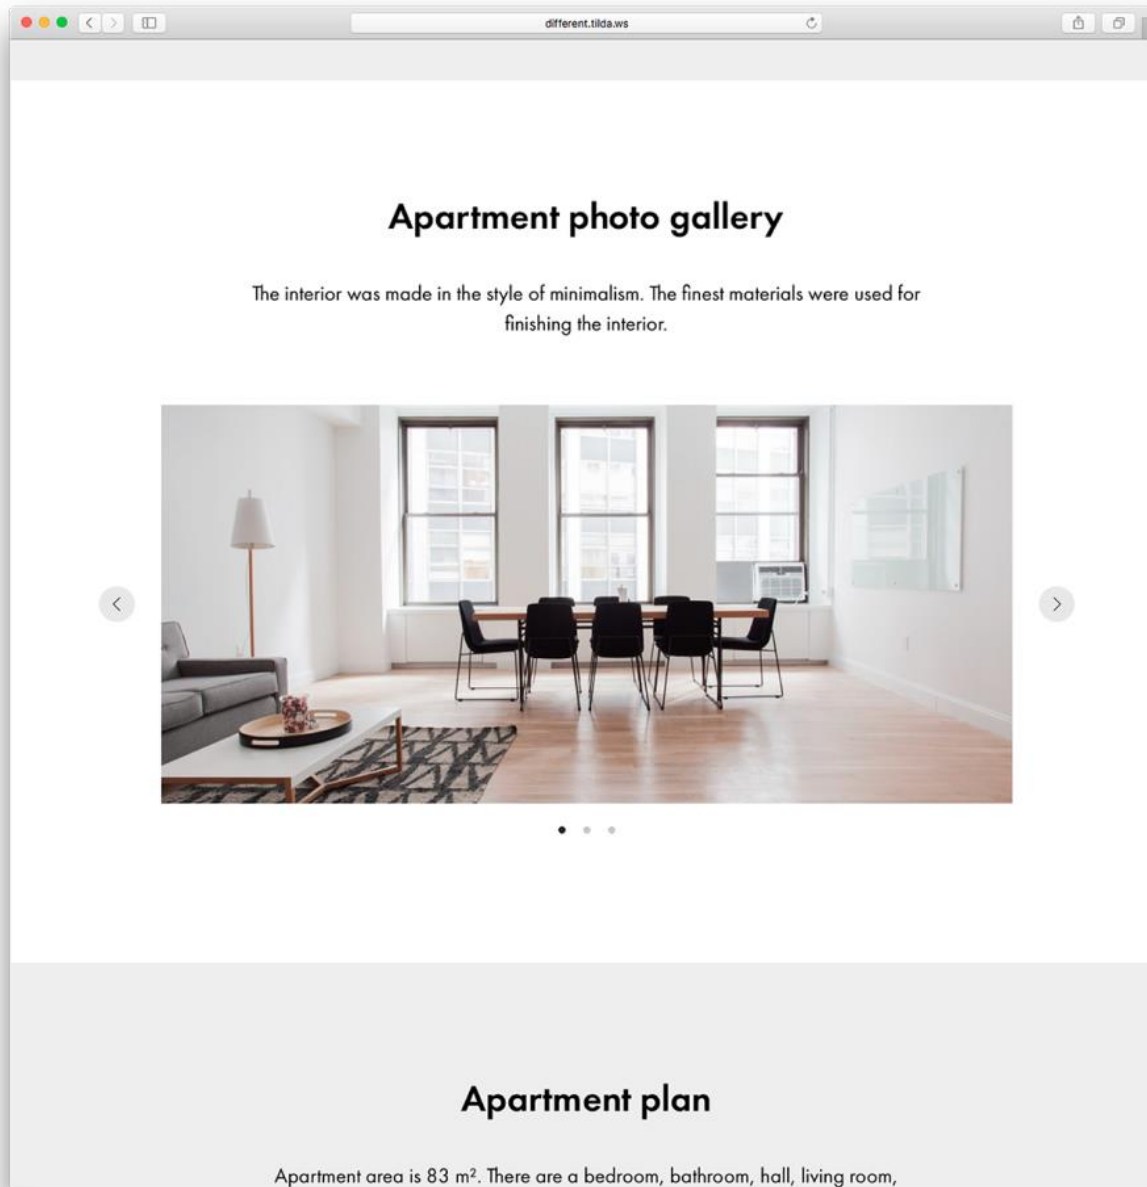 different.tilda.ws
Apartment photo gallery
The interior was made in the style of minimalism. The finest materials were used for
finishing the interior.
Apartment plan
Apartment area is 83 m². There are a bedroom, bathroom, hall, living room,